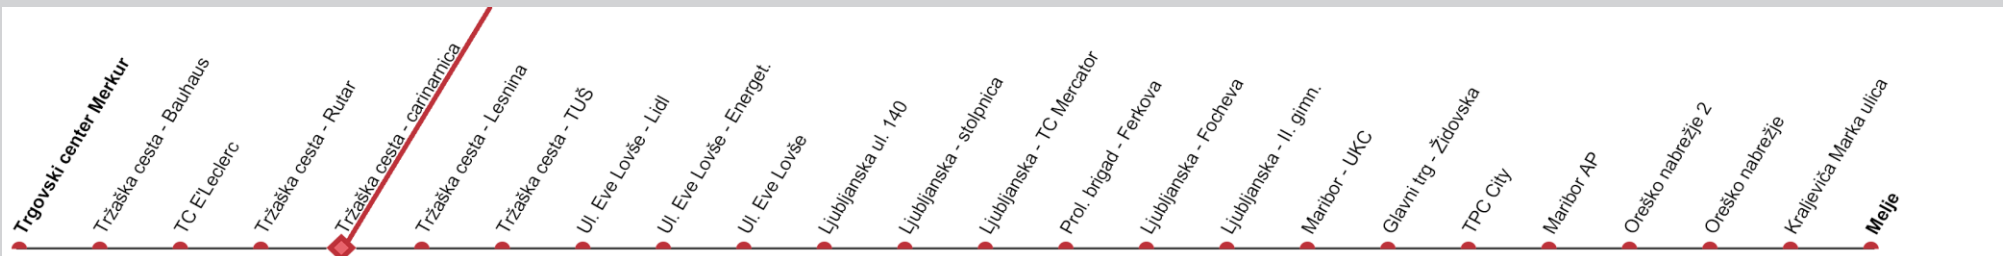 Trgovski center Merkur
Tržaška cesta - Bauhaus
TC E'Leclerc
Tržaška cesta - Rutar
Tržaška cesta - carinarnica
Tržaška cesta - Lesnina
Tržaška cesta - TUŠ
Ul. Eve Lovše - Lidl
Ul. Eve Lovše - Energet.
Ul. Eve Lovše
Ljubljanska ul. 140
Ljubljanska - stolpnica
Ljubljanska - TC Mercator
Prol. brigad - Ferkova
Ljubljanska - Focheva
Ljubljanska - II. gimn.
Maribor - UKC
Glavni trg - Židovska
TPC City
Maribor AP
Oreško nabrežje 2
Oreško nabrežje
Kraljeviča Marka ulica
Melje